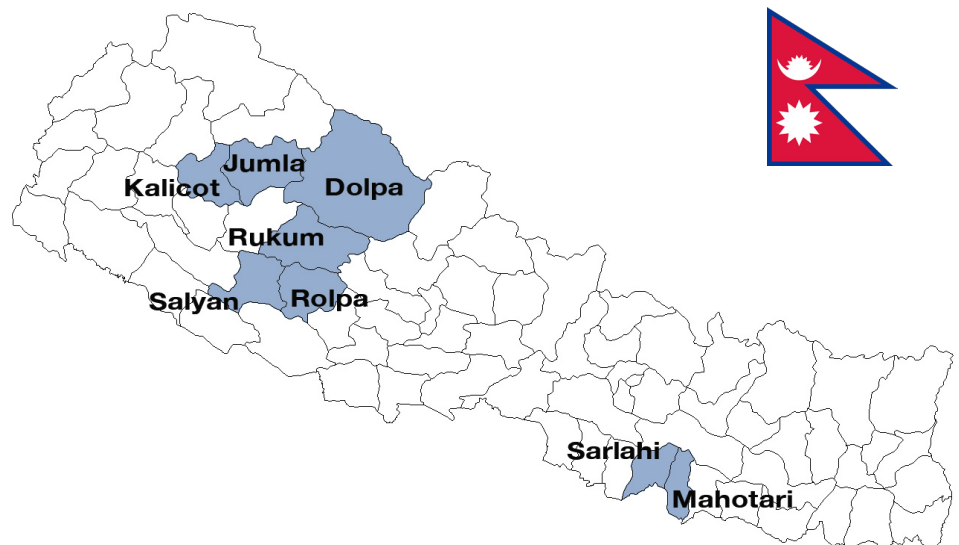 Jumla
Kalicot
Dolpa
Rukum
Salyan
Rolpa
Sarlahi
Mahotari